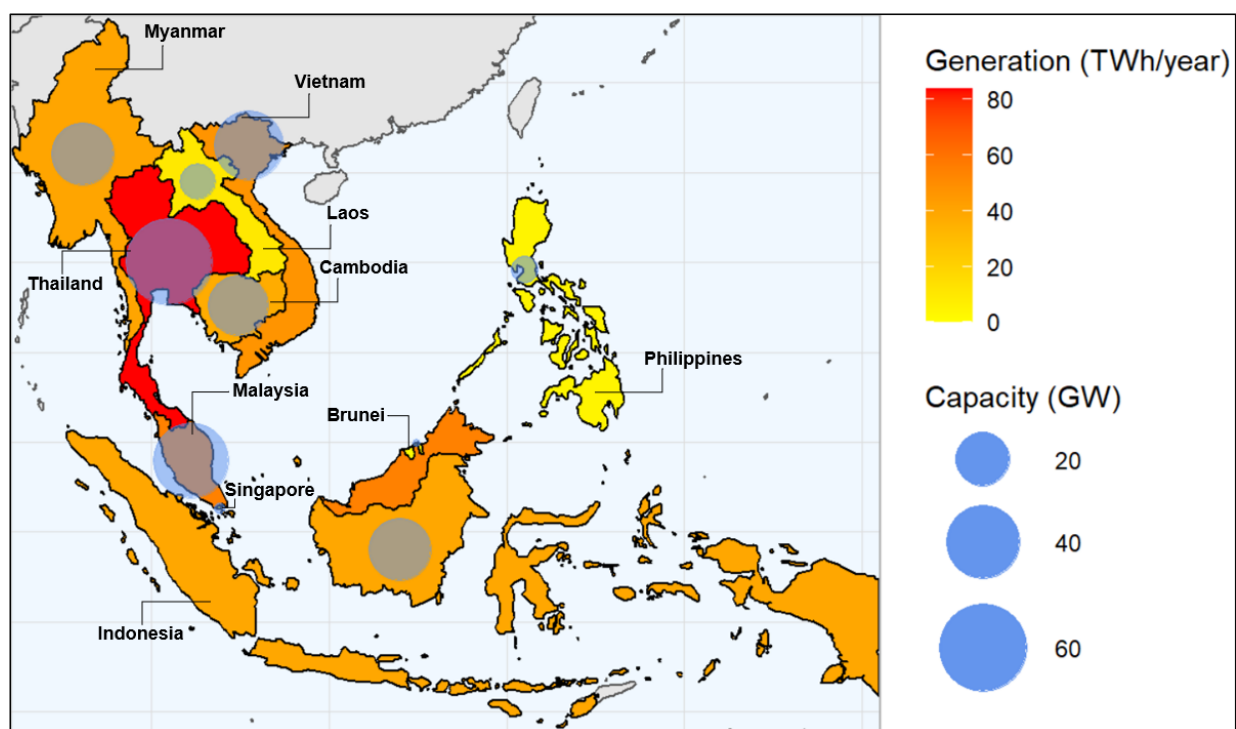 Myanmar
Vietnam
Laos
Cambodia
Thailand
Malaysia
Brunei
Philippines
Singapore
Indonesia
Generation (TWh/year)
80
60
40
20
0
Capacity (GW)
20
40
60